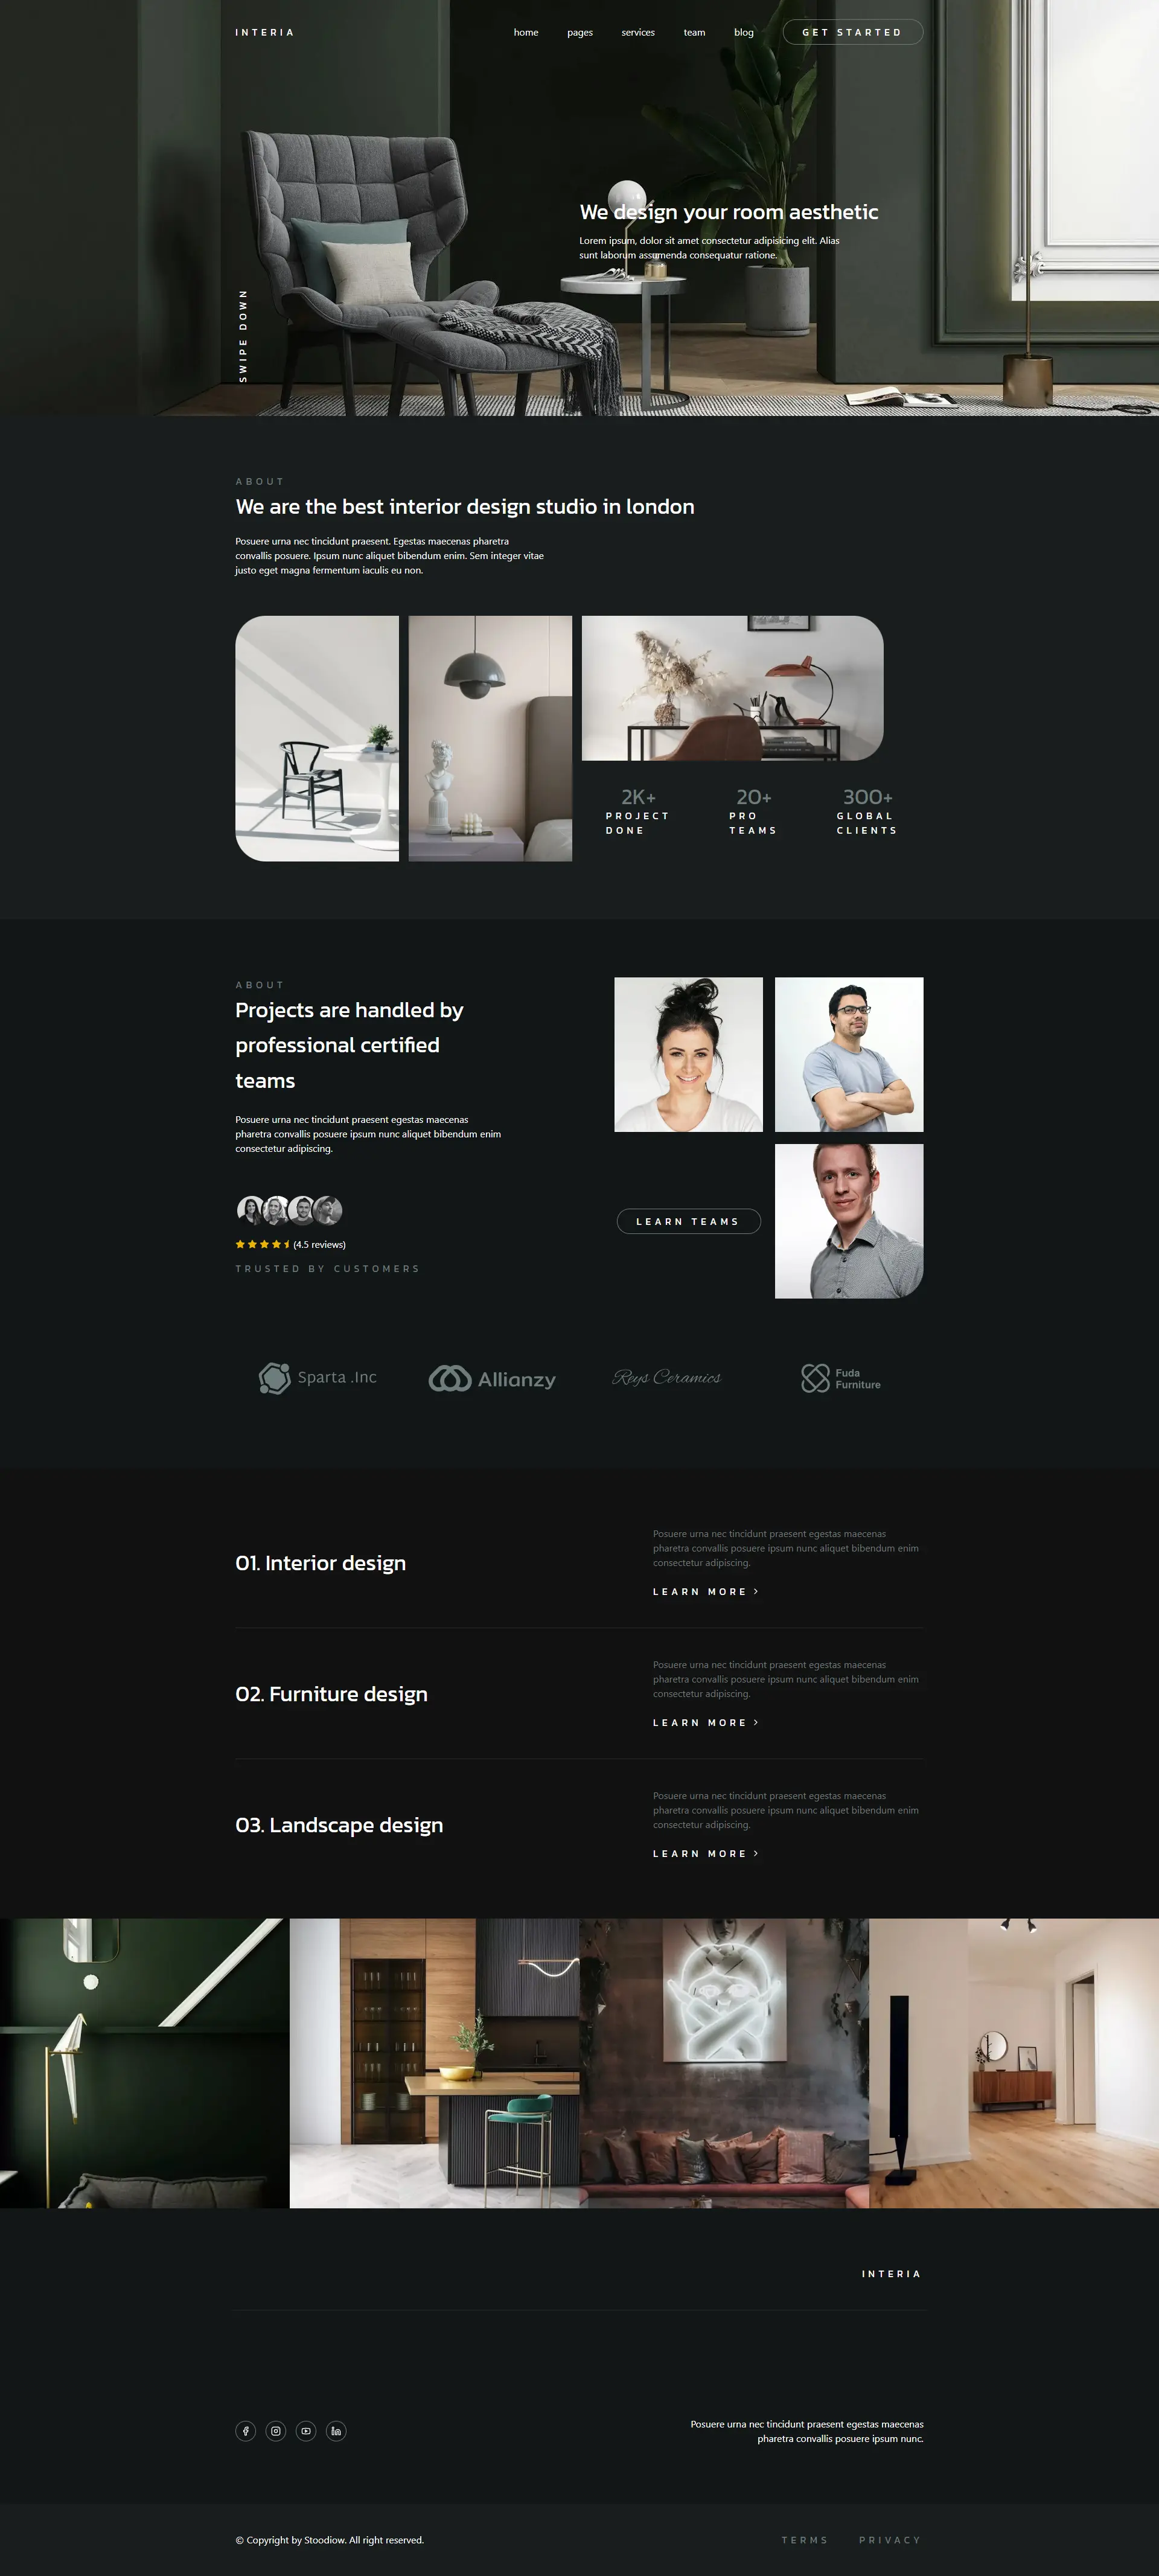 INTERIA
home
pages
services
team
blog
GET STARTED
We design your room aesthetic
Lorem ipsum, dolor sit amet consectetur adipisicing elit. Alias
sunt laborum assumenda consequatur ratione.
SWIPE DOWN
ABOUT
We are the best interior design studio in london
Posuere urna nec tincidunt praesent. Egestas maecenas pharetra
convallis posuere. Ipsum nunc aliquet bibendum enim. Sem integer vitae
justo eget magna fermentum iaculis eu non.
2K+
PROJECT
DONE
20+
PRO
TEAMS
300+
GLOBAL
CLIENTS
ABOUT
Projects are handled by
professional certified
teams
Posuere urna nec tincidunt praesent egestas maecenas
pharetra convallis posuere ipsum nunc aliquet bibendum enim
consectetur adipiscing.
(4.5 reviews)
TRUSTED BY CUSTOMERS
LEARN TEAMS
Sparta .Inc
Allianzy
Reys Ceramics
Fuda
Furniture
01. Interior design
Posuere urna nec tincidunt praesent egestas maecenas
pharetra convallis posuere ipsum nunc aliquet bibendum enim
consectetur adipiscing.
LEARN MORE >
02. Furniture design
Posuere urna nec tincidunt praesent egestas maecenas
pharetra convallis posuere ipsum nunc aliquet bibendum enim
consectetur adipiscing.
LEARN MORE >
03. Landscape design
Posuere urna nec tincidunt praesent egestas maecenas
pharetra convallis posuere ipsum nunc aliquet bibendum enim
consectetur adipiscing.
LEARN MORE >
INTERIA
Posuere urna nec tincidunt praesent egestas maecenas
pharetra convallis posuere ipsum nunc.
© Copyright by Stoodiow. All right reserved.
TERMS
PRIVACY